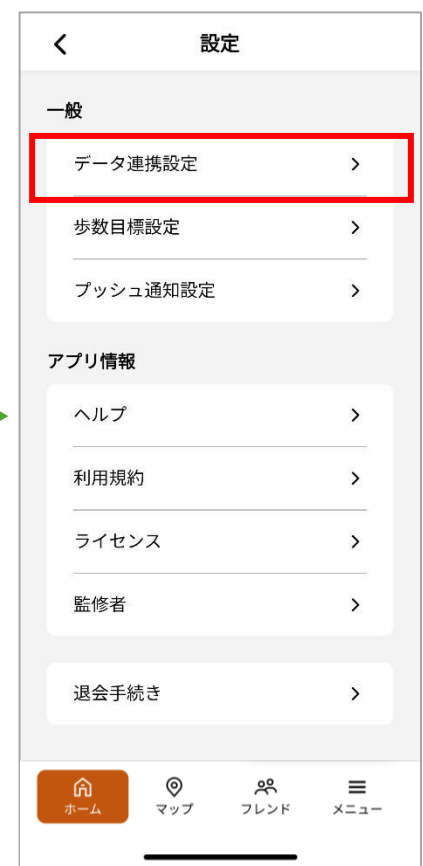 設定
一般
データ連携設定
歩数目標設定
プッシュ通知設定
アプリ情報
ヘルプ
利用規約
ライセンス
監修者
退会手続き
ホーム マップ フレンド メニュー